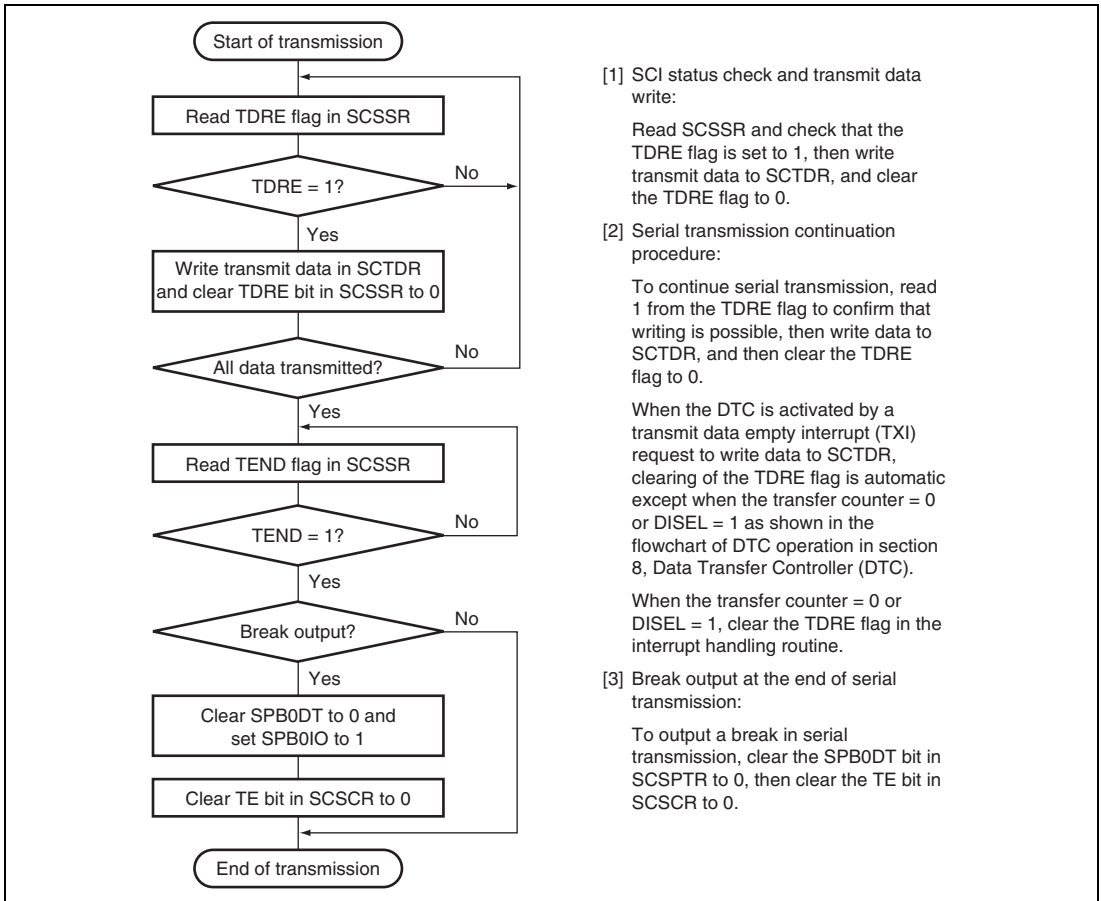 Start of transmission
Read TDRE flag in SCSSR
TDRE = 1?
No
Yes
Write transmit data in SCTDR
and clear TDRE bit in SCSSR to 0
All data transmitted?
No
Yes
Read TEND flag in SCSSR
TEND = 1?
No
Yes
Break output?
No
Yes
Clear SPB0DT to 0 and
set SPB0IO to 1
Clear TE bit in SCSCR to 0
End of transmission
[1] SCI status check and transmit data
write:
Read SCSSR and check that the
TDRE flag is set to 1, then write
transmit data to SCTDR, and clear
the TDRE flag to 0.
[2] Serial transmission continuation
procedure:
To continue serial transmission, read
1 from the TDRE flag to confirm that
writing is possible, then write data to
SCTDR, and then clear the TDRE
flag to 0.
When the DTC is activated by a
transmit data empty interrupt (TXI)
request to write data to SCTDR,
clearing of the TDRE flag is automatic
except when the transfer counter = 0
or DISEL = 1 as shown in the
flowchart of DTC operation in section
8, Data Transfer Controller (DTC).
When the transfer counter = 0 or
DISEL = 1, clear the TDRE flag in the
interrupt handling routine.
[3] Break output at the end of serial
transmission:
To output a break in serial
transmission, clear the SPB0DT bit in
SCSPTR to 0, then clear the TE bit in
SCSCR to 0.